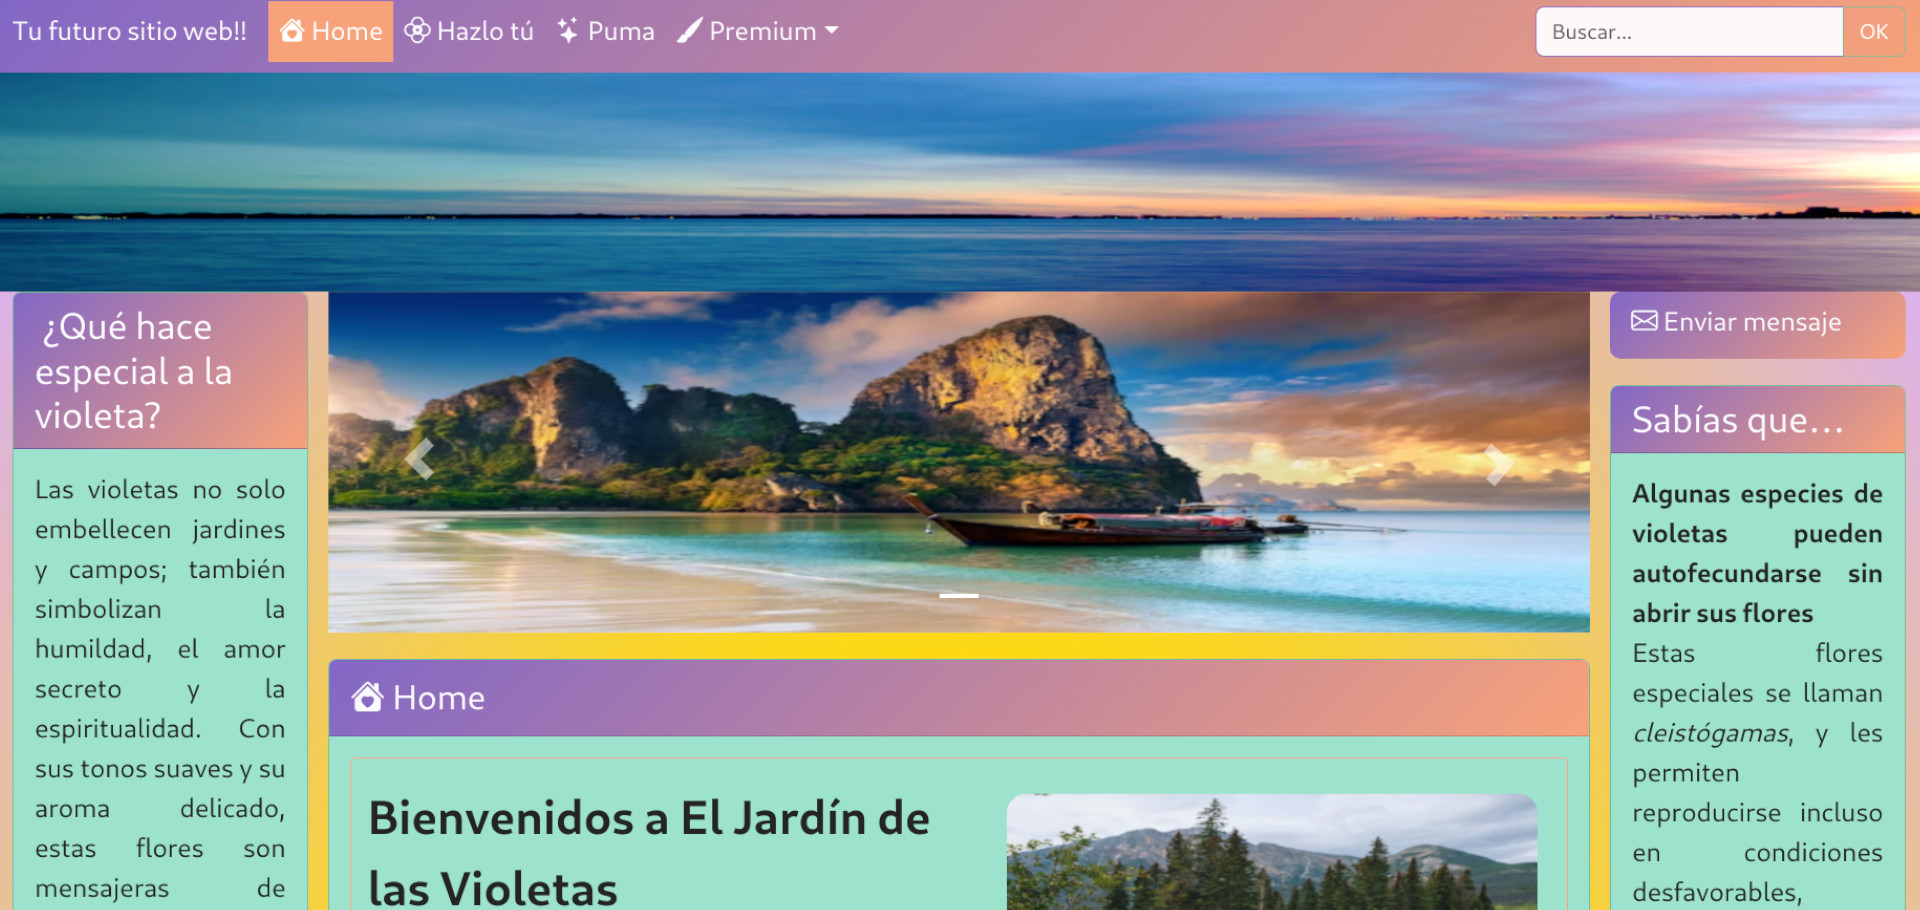 Tu futuro sitio web!! Home Hazlo tú Puma Premium Buscar... OK
¿Qué hace
especial a la
violeta?
Las violetas no solo
embellecen jardines
y campos; también
simbolizan la
humildad, el amor
secreto y la
espiritualidad. Con
sus tonos suaves y su
aroma delicado,
estas flores son
mensajeras de
Home
Bienvenidos a El Jardín de
las Violetas
Enviar mensaje
Sabías que...
Algunas especies de
violetas pueden
autofecundarse sin
abrir sus flores
Estas flores
especiales se llaman
cleistógamas, y les
permiten
reproducirse incluso
en condiciones
desfavorables,